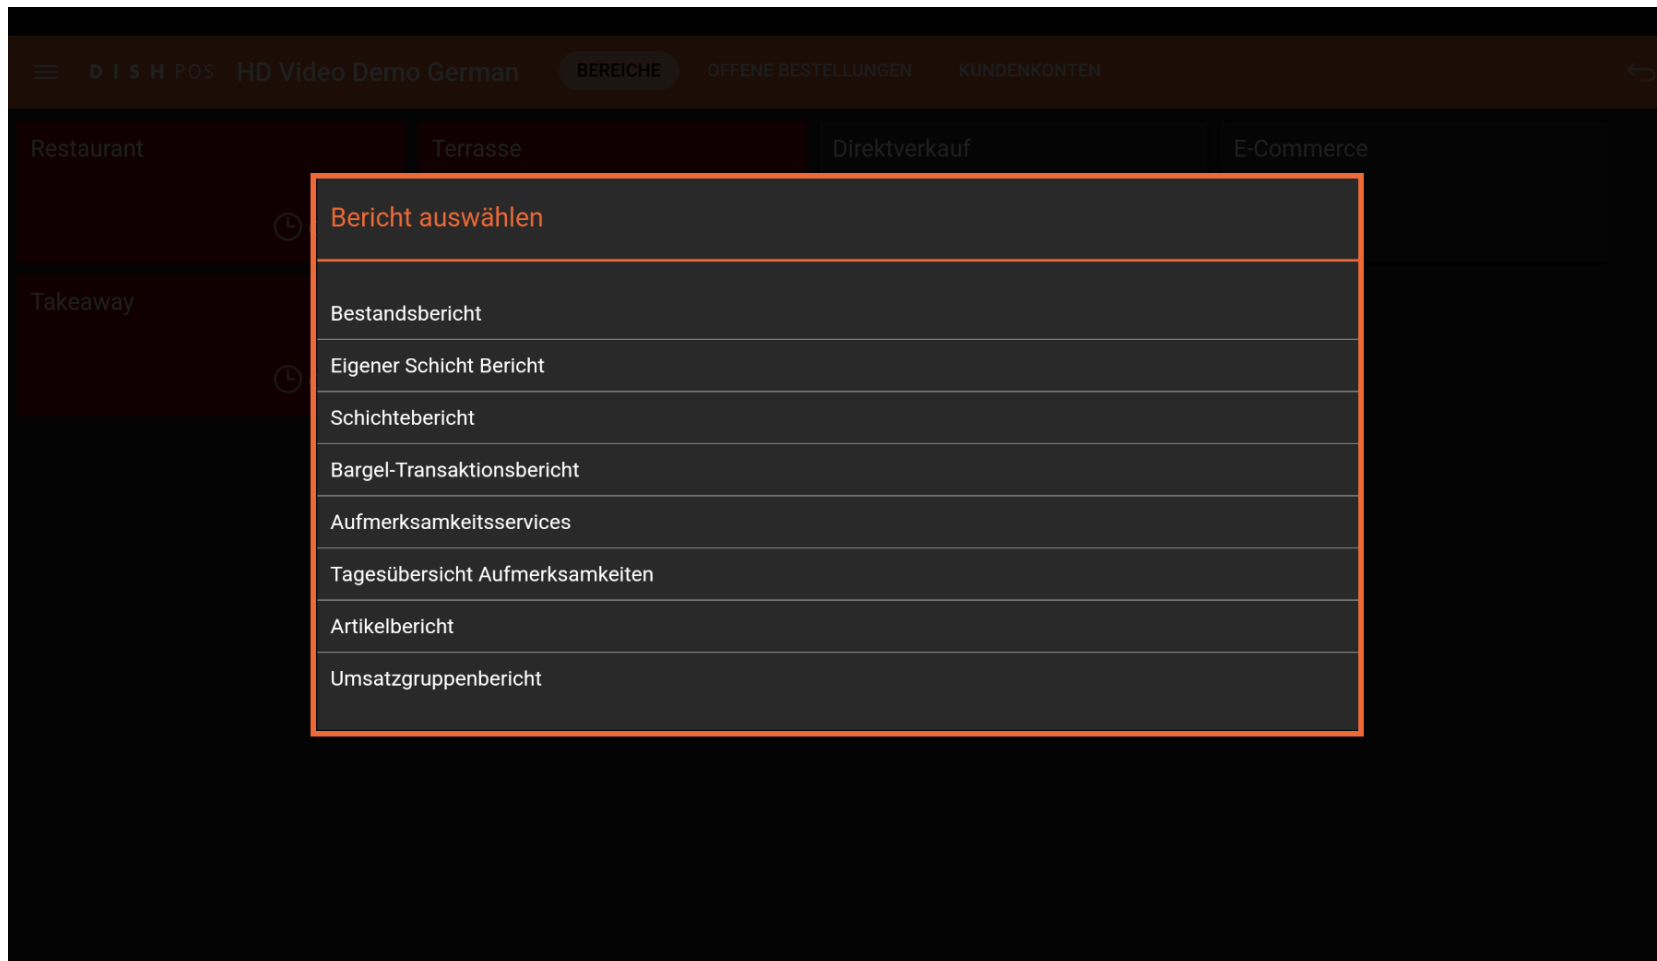 DISH POS HD Video Demo German BEREICHE OFFENE BESTELLUNGEN KUNDENKONTEN
Restaurant Terrasse Direktverkauf E-Commerce
Bericht auswählen
Takeaway
Bestandsbericht
Eigener Schicht Bericht
Schichtebericht
Bargel-Transaktionsbericht
Aufmerksamkeitsservices
Tagesübersicht Aufmerksamkeiten
Artikelbericht
Umsatzgruppenbericht